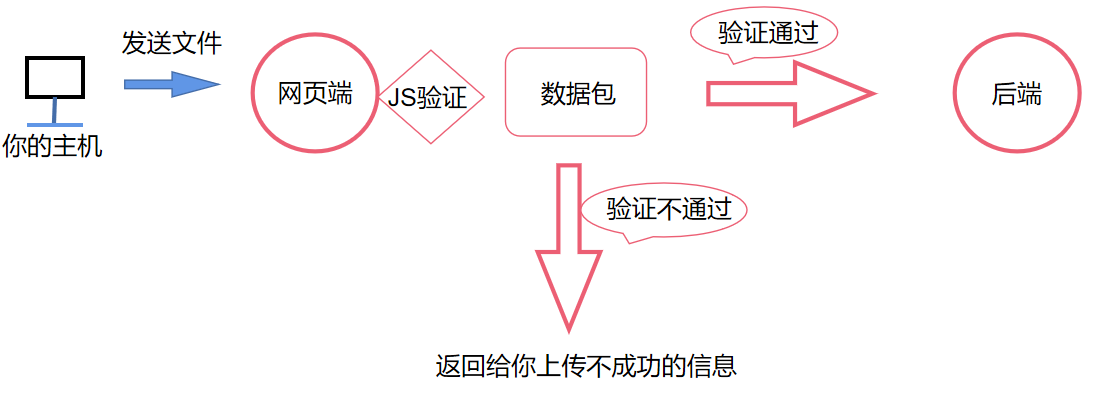 发送文件
你的主机
网页端
JS验证
数据包
验证通过
后端
验证不通过
返回给你上传不成功的信息